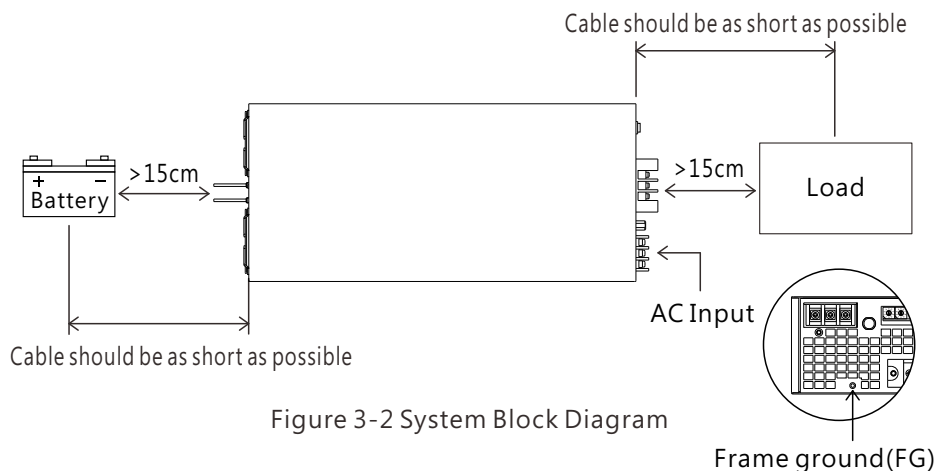 Cable should be as short as possible
>15cm
>15cm
+ −
Battery
Load
AC Input
Cable should be as short as possible
Figure 3-2 System Block Diagram
Frame ground(FG)